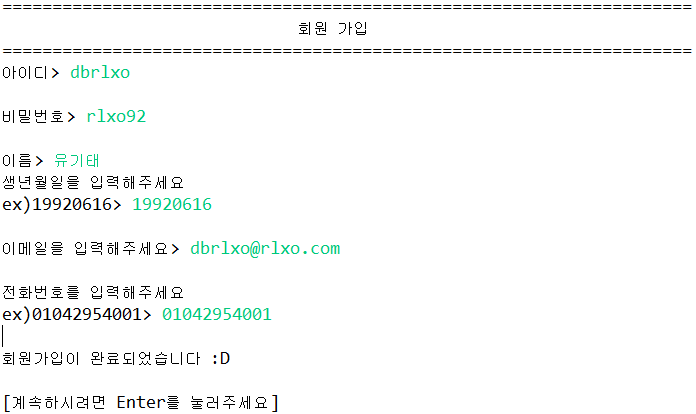 =====================================================================
회원 가입
=====================================================================
아이디> dbrlxo
비밀번호> rlxo92
이름> 유기태
생년월일을 입력해주세요
ex)19920616> 19920616
이메일을 입력해주세요> dbrlxo@rlxo.com
전화번호를 입력해주세요
ex)01042954001> 01042954001
회원가입이 완료되었습니다 :D
[계속하시려면 Enter를 눌러주세요]